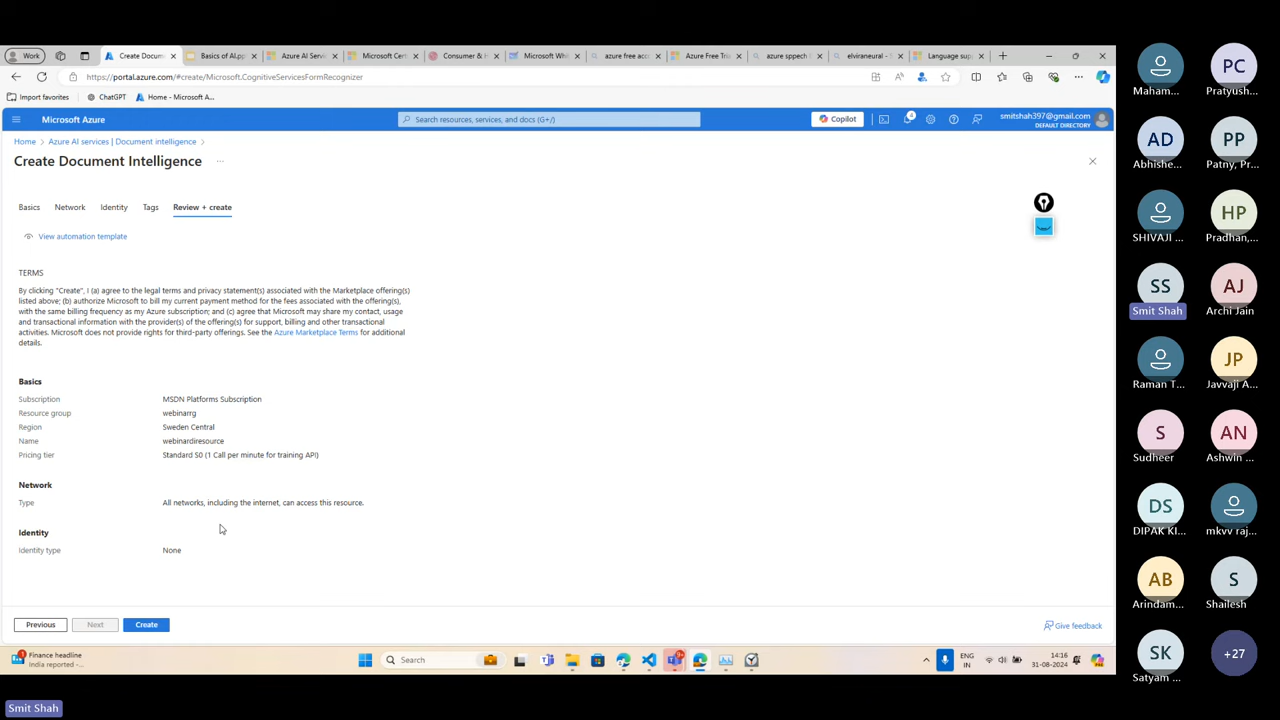 Work
Create Docum
Basics of AI.pp
Azure AI Servi
Microsoft Cert
Consumer & H
Microsoft Whi
azure free acc
Azure Free Tri
azure sppech
elviraneural - S
Language sup
https://portal.azure.com/#create/Microsoft.CognitiveServicesFormRecognizer
Import favorites
ChatGPT
Home - Microsoft A...
Microsoft Azure
Search resources, services, and docs (G+/)
Copilot
smitshah397@gmail.com
DEFAULT DIRECTORY
Home > Azure AI services | Document intelligence >
Create Document Intelligence ...
Basics Network Identity Tags Review + create
View automation template
TERMS
By clicking "Create", I (a) agree to the legal terms and privacy statement(s) associated with the Marketplace offering(s)
listed above; (b) authorize Microsoft to bill my current payment method for the fees associated with the offering(s),
with the same billing frequency as my Azure subscription; and (c) agree that Microsoft may share my contact, usage
and transactional information with the provider(s) of the offering(s) for support, billing and other transactional
activities. Microsoft does not provide rights for third-party offerings. See the Azure Marketplace Terms for additional
details.
Basics
Subscription MSDN Platforms Subscription
Resource group webinarrg
Region Sweden Central
Name webinardiresource
Pricing tier Standard S0 (1 Call per minute for training API)
Network
Type All networks, including the internet, can access this resource.
Identity
Identity type None
Previous Next Create
Give feedback
Finance headline
India reported - ...
Search
ENG
IN
14:16
31-08-2024
Smit Shah
Maham...
PC
Pratyush...
AD
Abhishe...
PP
Patny, Pr...
SHIVAJI ...
HP
Pradhan,...
SS
Smit Shah
AJ
Archi Jain
Raman T...
JP
Javvaji A...
S
Sudheer
AN
Ashwin ...
DS
DIPAK KI...
mkvv raj...
AB
Arindam...
S
Shailesh
SK
Satyam ...
+27